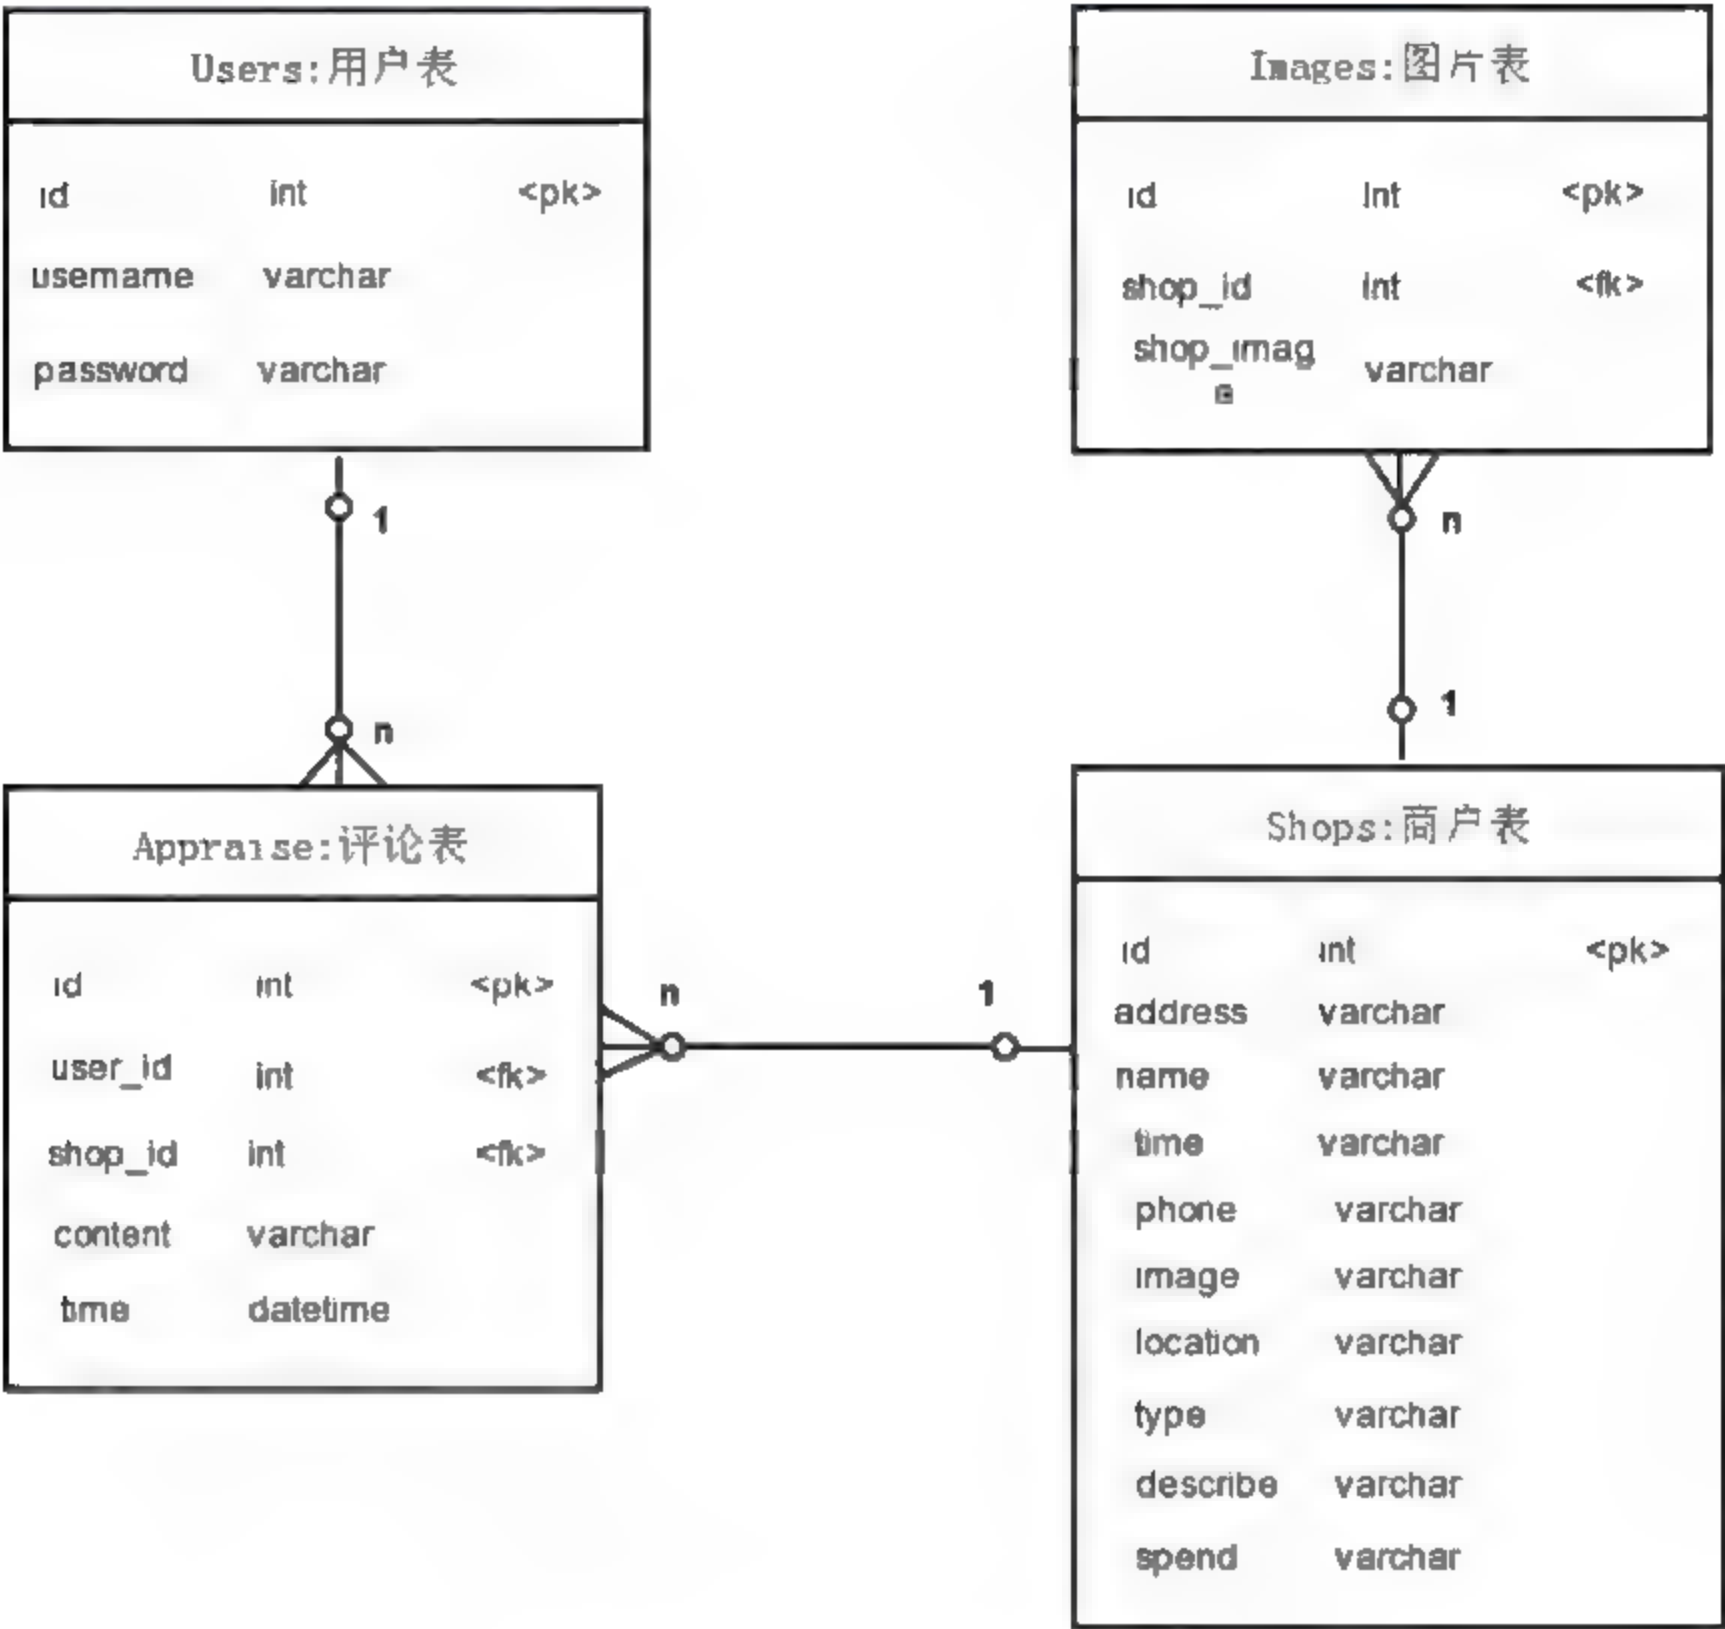 Users:用户表
id int <pk>
username varchar
password varchar
1
n
Images:图片表
id int <pk>
shop_id int <fk>
shop_imag varchar
e
n
1
Appraise:评论表
id int <pk>
user_id int <fk>
shop_id int <fk>
content varchar
time datetime
n 1
Shops:商户表
id int <pk>
address varchar
name varchar
time varchar
phone varchar
image varchar
location varchar
type varchar
describe varchar
spend varchar